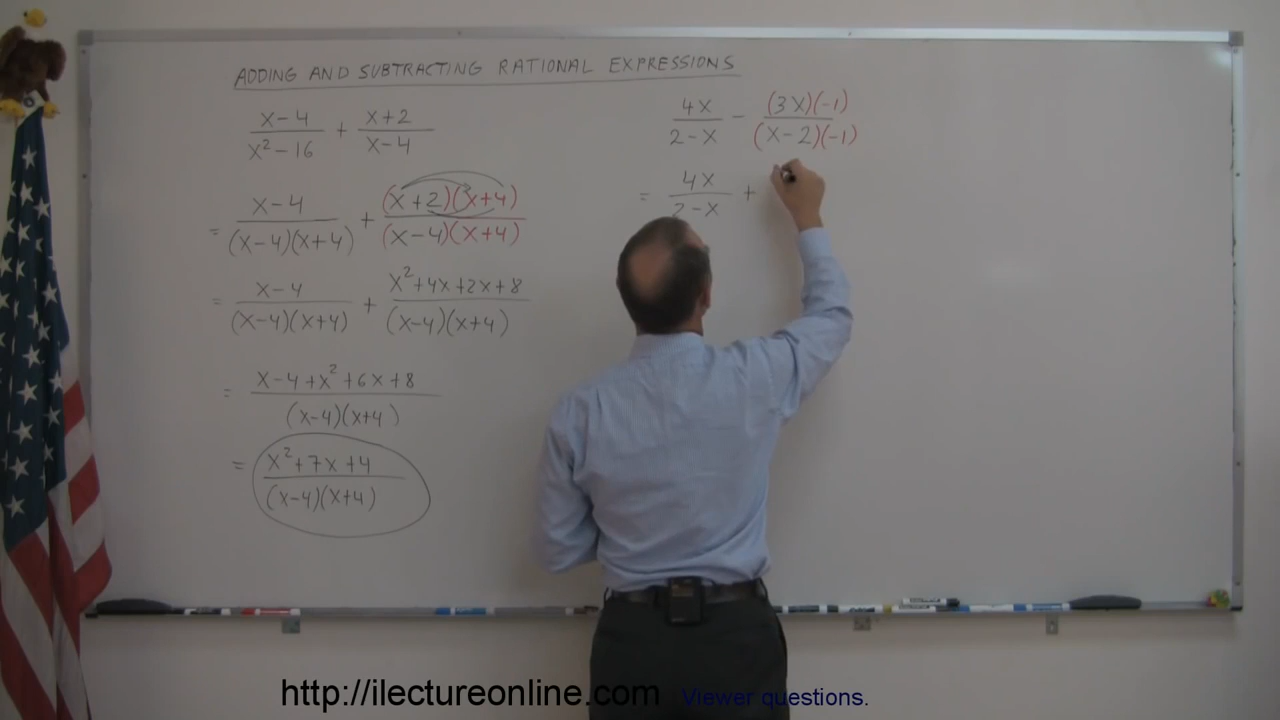 ADDING AND SUBTRACTING RATIONAL EXPRESSIONS
(x-4)/(x²-16) + (x+2)/(x-4)
= (x-4)/((x-4)(x+4)) + ((x+2)(x+4))/((x-4)(x+4))
= (x-4)/((x-4)(x+4)) + (x²+4x+2x+8)/((x-4)(x+4))
= (x-4+x²+6x+8)/((x-4)(x+4))
= (x²+7x+4)/((x-4)(x+4))
4x/(2-x) - ((3x)(-1))/((x-2)(-1))
= 4x/(2-x) +
http://ilectureonline.com Viewer questions.